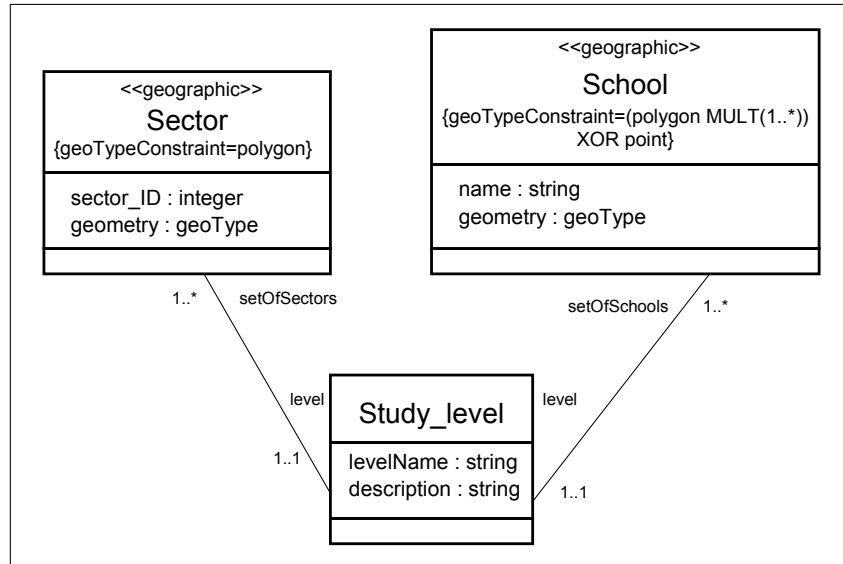 <<geographic>>
Sector
{geoTypeConstraint=polygon}
sector_ID : integer
geometry : geoType
<<geographic>>
School
{geoTypeConstraint=(polygon MULT(1..*))
XOR point}
name : string
geometry : geoType
1..*
setOfSectors
setOfSchools
1..*
level
level
1..1
1..1
Study_level
levelName : string
description : string